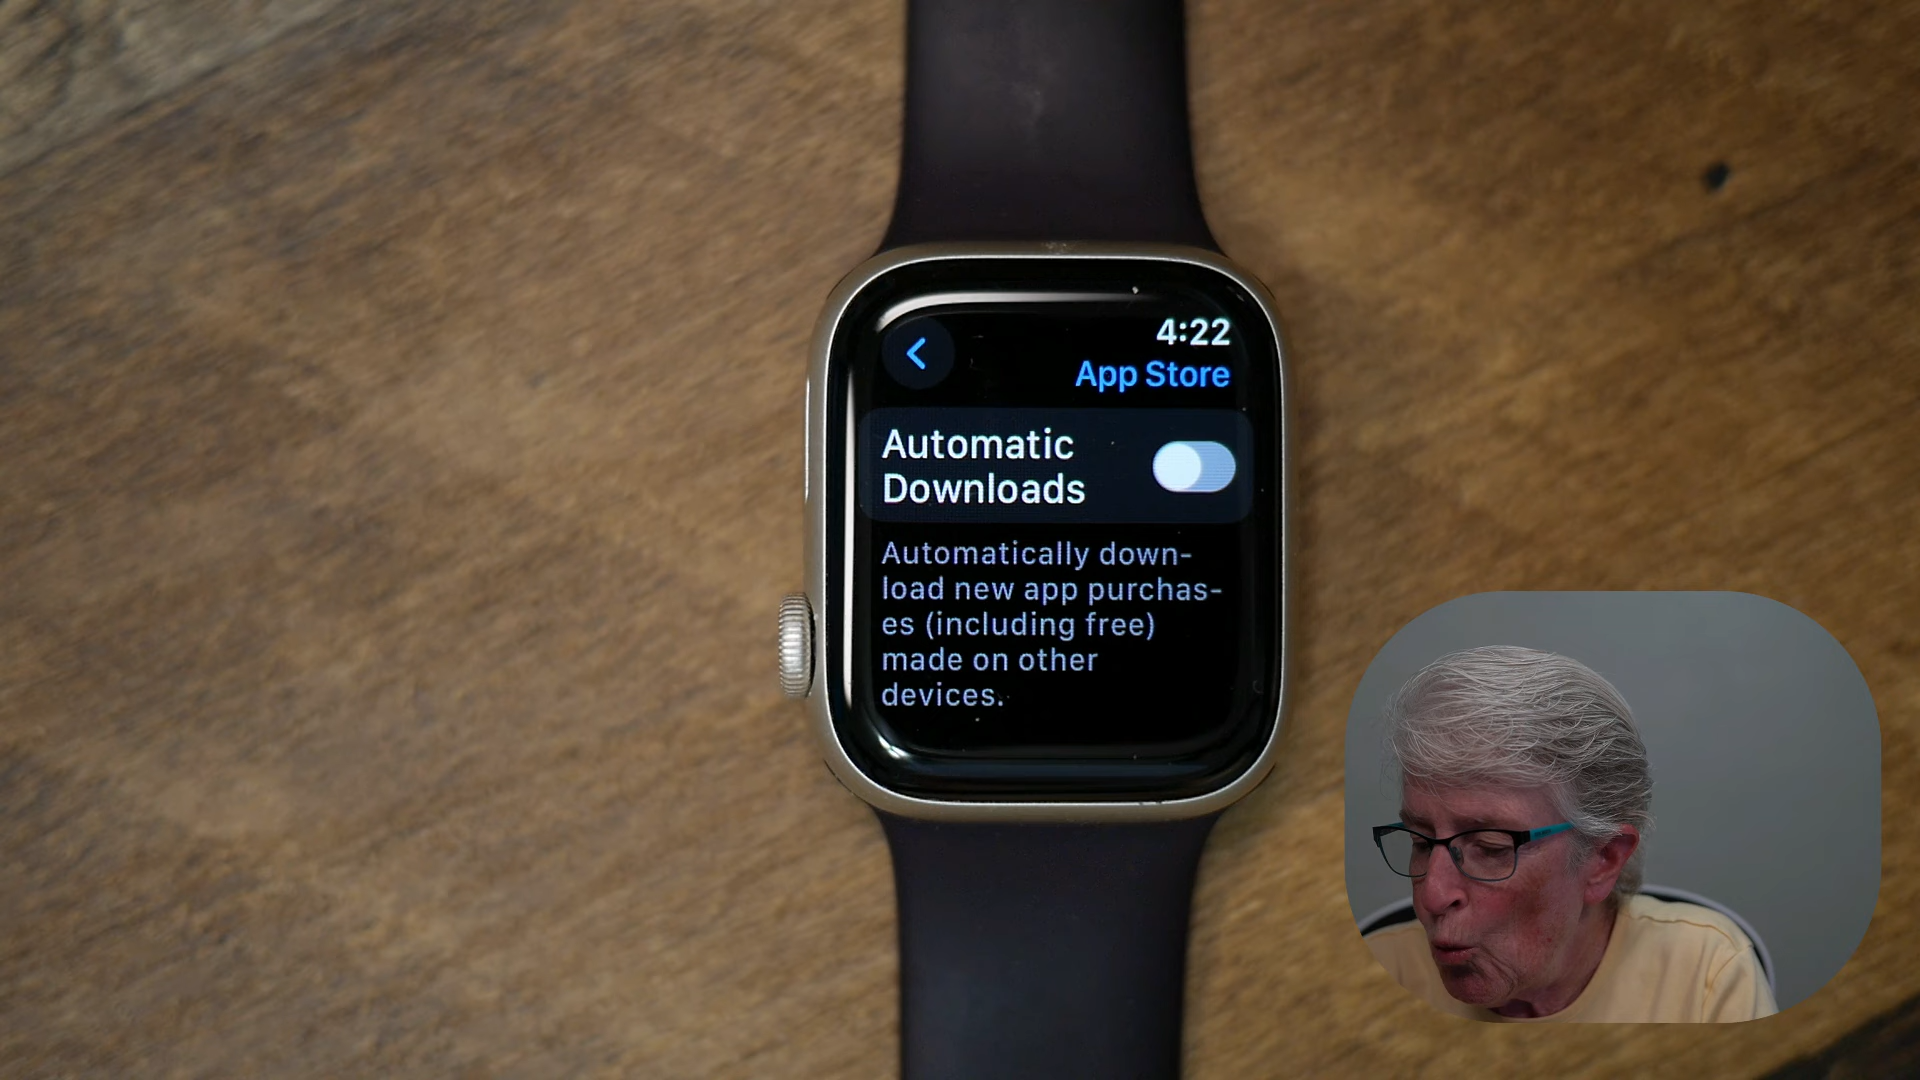 4:22
App Store
Automatic
Downloads
Automatically down-
load new app purchas-
es (including free)
made on other
devices.